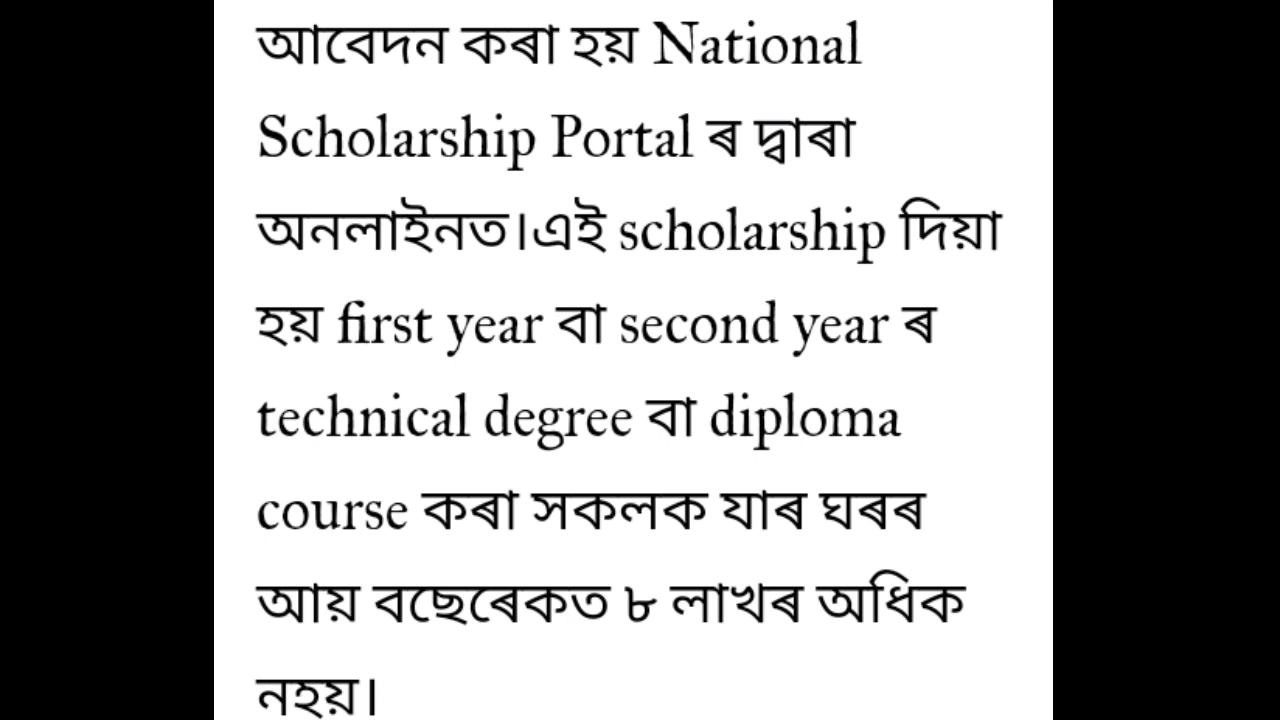 আবেদন কৰা হয় National
Scholarship Portal ৰ দ্বাৰা
অনলাইনত।এই scholarship দিয়া
হয় first year বা second year ৰ
technical degree বা diploma
course কৰা সকলক যাৰ ঘৰৰ
আয় বছেৰেকত ৮ লাখৰ অধিক
নহয়।